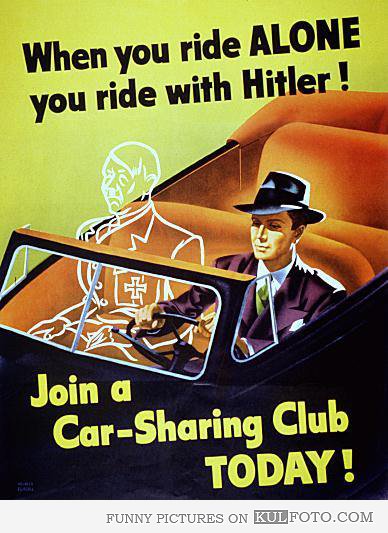 When you ride ALONE
you ride with Hitler !
Join a
Car-Sharing Club
TODAY !
FUNNY PICTURES ON KULFOTO.COM